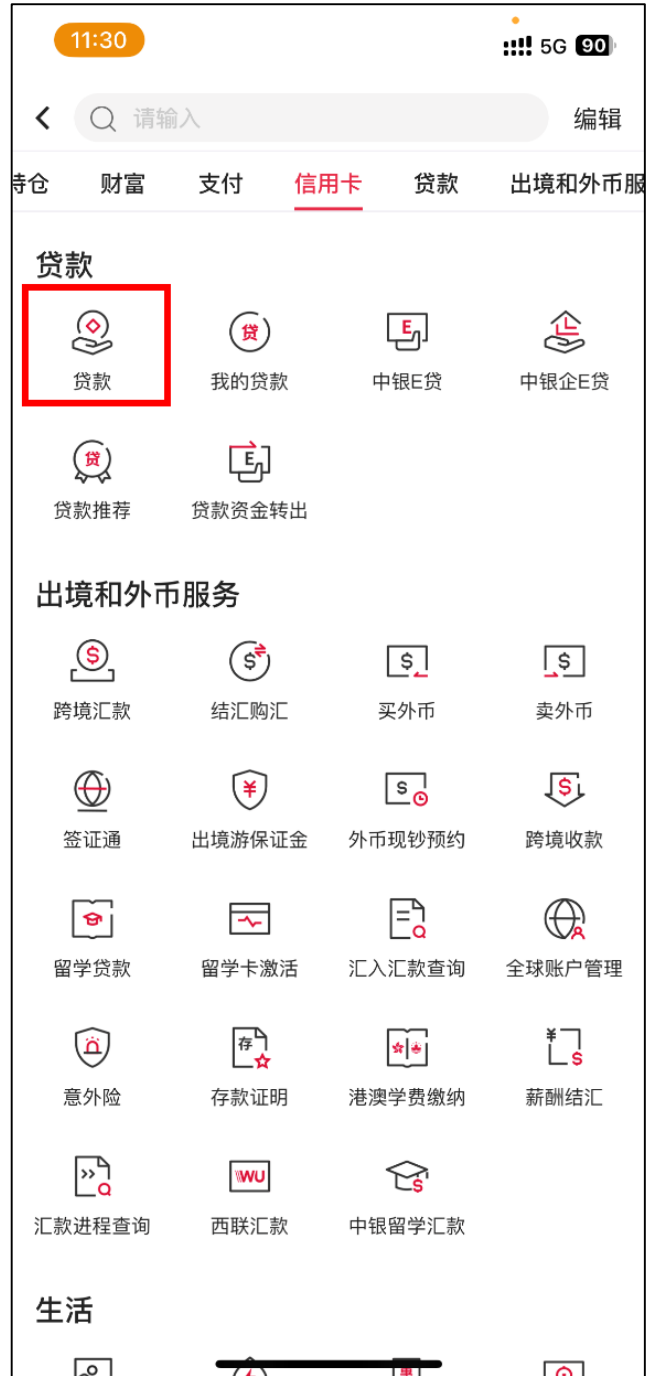 11:30
5G 90
请输入
编辑
持仓 财富 支付 信用卡 贷款 出境和外币服
贷款
贷款 我的贷款 中银E贷 中银企E贷
贷款推荐 贷款资金转出
出境和外币服务
跨境汇款 结汇购汇 买外币 卖外币
签证通 出境游保证金 外币现钞预约 跨境收款
留学贷款 留学卡激活 汇入汇款查询 全球账户管理
意外险 存款证明 港澳学费缴纳 薪酬结汇
汇款进程查询 西联汇款 中银留学汇款
生活